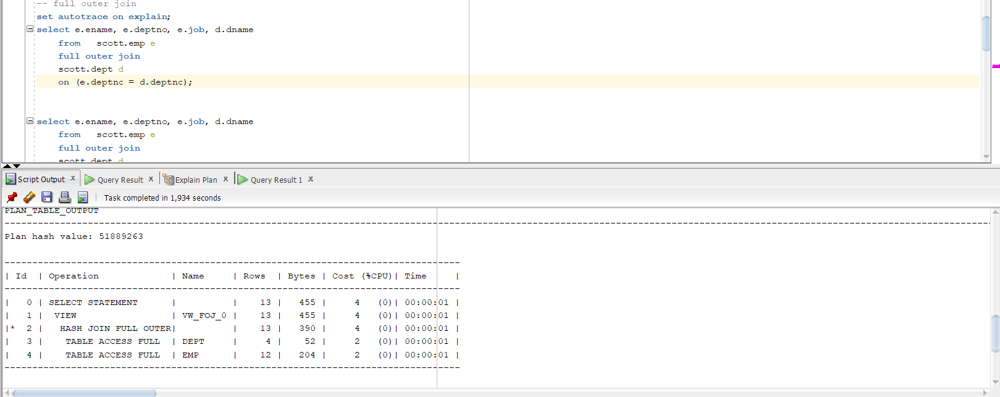 -- full outer join
set autotrace on explain;
select e.ename, e.deptno, e.job, d.dname
from scott.emp e
full outer join
scott.dept d
on (e.deptnc = d.deptnc);
select e.ename, e.deptno, e.job, d.dname
from scott.emp e
full outer join
scott.dept d
Script Output x Query Result x Explain Plan x Query Result 1 x
Task completed in 1,934 seconds
PLAN_TABLE_OUTPUT
Plan hash value: 51889263
| Id | Operation | Name | Rows | Bytes | Cost (%CPU)| Time |
| 0 | SELECT STATEMENT | | 13 | 455 | 4 (0)| 00:00:01 |
| 1 | VIEW | VW_FOJ_0 | 13 | 455 | 4 (0)| 00:00:01 |
|* 2 | HASH JOIN FULL OUTER| | 13 | 390 | 4 (0)| 00:00:01 |
| 3 | TABLE ACCESS FULL | DEPT | 4 | 52 | 2 (0)| 00:00:01 |
| 4 | TABLE ACCESS FULL | EMP | 12 | 204 | 2 (0)| 00:00:01 |